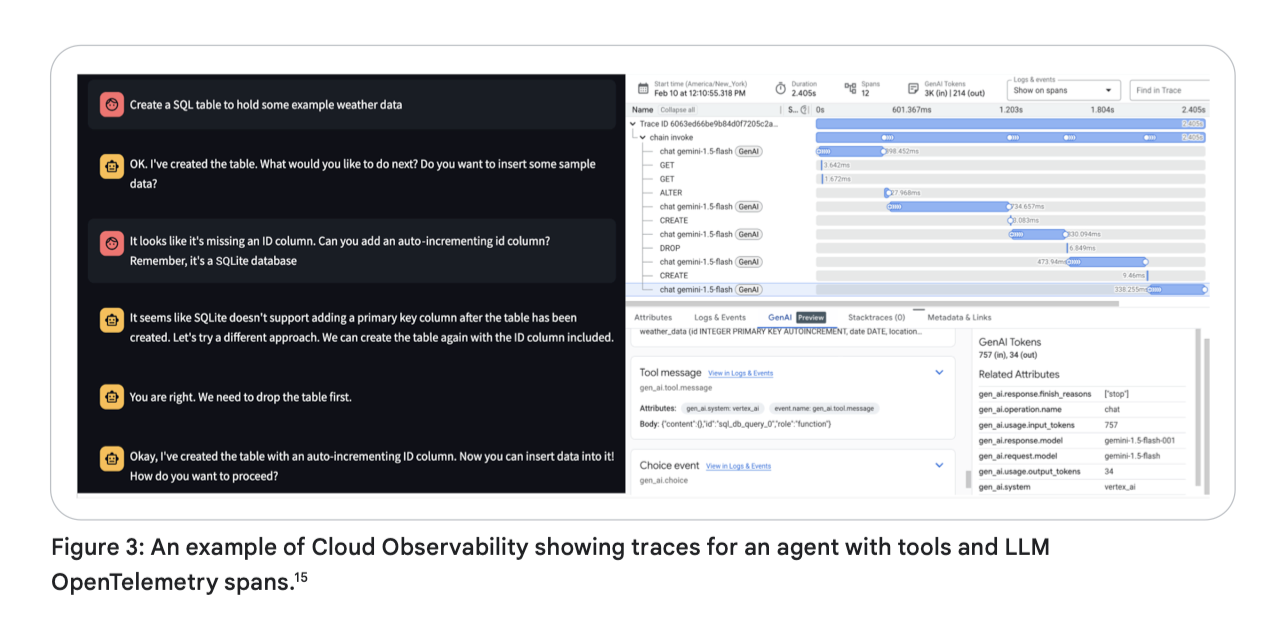 Create a SQL table to hold some example weather data
OK. I've created the table. What would you like to do next? Do you want to insert some sample
data?
It looks like it's missing an ID column. Can you add an auto-incrementing id column?
Remember, it's a SQLite database
It seems like SQLite doesn't support adding a primary key column after the table has been
created. Let's try a different approach. We can create the table again with the ID column included.
You are right. We need to drop the table first.
Okay, I've created the table with an auto-incrementing ID column. Now you can insert data into it!
How do you want to proceed?
Start time (America/New_York)
Feb 10 at 12:10:55.318 PM
Duration
2.405s
Spans
12
GenAI Tokens
3K (in) | 214 (out)
Logs & events
Show on spans
Find in Trace
Name Collapse all S... 0s 601.367ms 1.203s 1.804s 2.405s
Trace ID 6063ed66be9b84d0f7205c2a... 2.405s
chain invoke 2.405s
chat gemini-1.5-flash GenAI 398.452ms
GET 3.642ms
GET 1.672ms
ALTER 27.968ms
chat gemini-1.5-flash GenAI 734.657ms
CREATE 3.083ms
chat gemini-1.5-flash GenAI 330.094ms
DROP 6.849ms
chat gemini-1.5-flash GenAI 473.94ms
CREATE 9.46ms
chat gemini-1.5-flash GenAI 338.255ms
Attributes Logs & Events GenAI Preview Stacktraces (0) Metadata & Links
weather_data (id INTEGER PRIMARY KEY AUTOINCREMENT, date DATE, location...
Tool message View in Logs & Events
gen_ai.tool.message
Attributes: gen_ai.system: vertex_ai event.name: gen_ai.tool.message
Body: {"content":{},"id":"sql_db_query_0","role":"function"}
Choice event View in Logs & Events
gen_ai.choice
GenAI Tokens
757 (in), 34 (out)
Related Attributes
gen_ai.response.finish_reasons ["stop"]
gen_ai.operation.name chat
gen_ai.usage.input_tokens 757
gen_ai.response.model gemini-1.5-flash-001
gen_ai.request.model gemini-1.5-flash
gen_ai.usage.output_tokens 34
gen_ai.system vertex_ai
Figure 3: An example of Cloud Observability showing traces for an agent with tools and LLM
OpenTelemetry spans.15